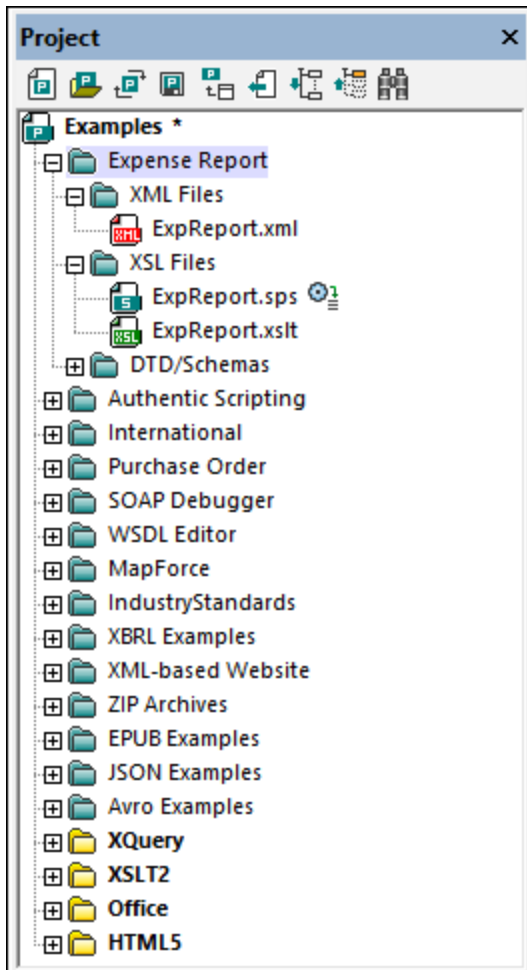 Project
Examples *
Expense Report
XML Files
ExpReport.xml
XSL Files
ExpReport.sps
ExpReport.xslt
DTD/Schemas
Authentic Scripting
International
Purchase Order
SOAP Debugger
WSDL Editor
MapForce
IndustryStandards
XBRL Examples
XML-based Website
ZIP Archives
EPUB Examples
JSON Examples
Avro Examples
XQuery
XSLT2
Office
HTML5